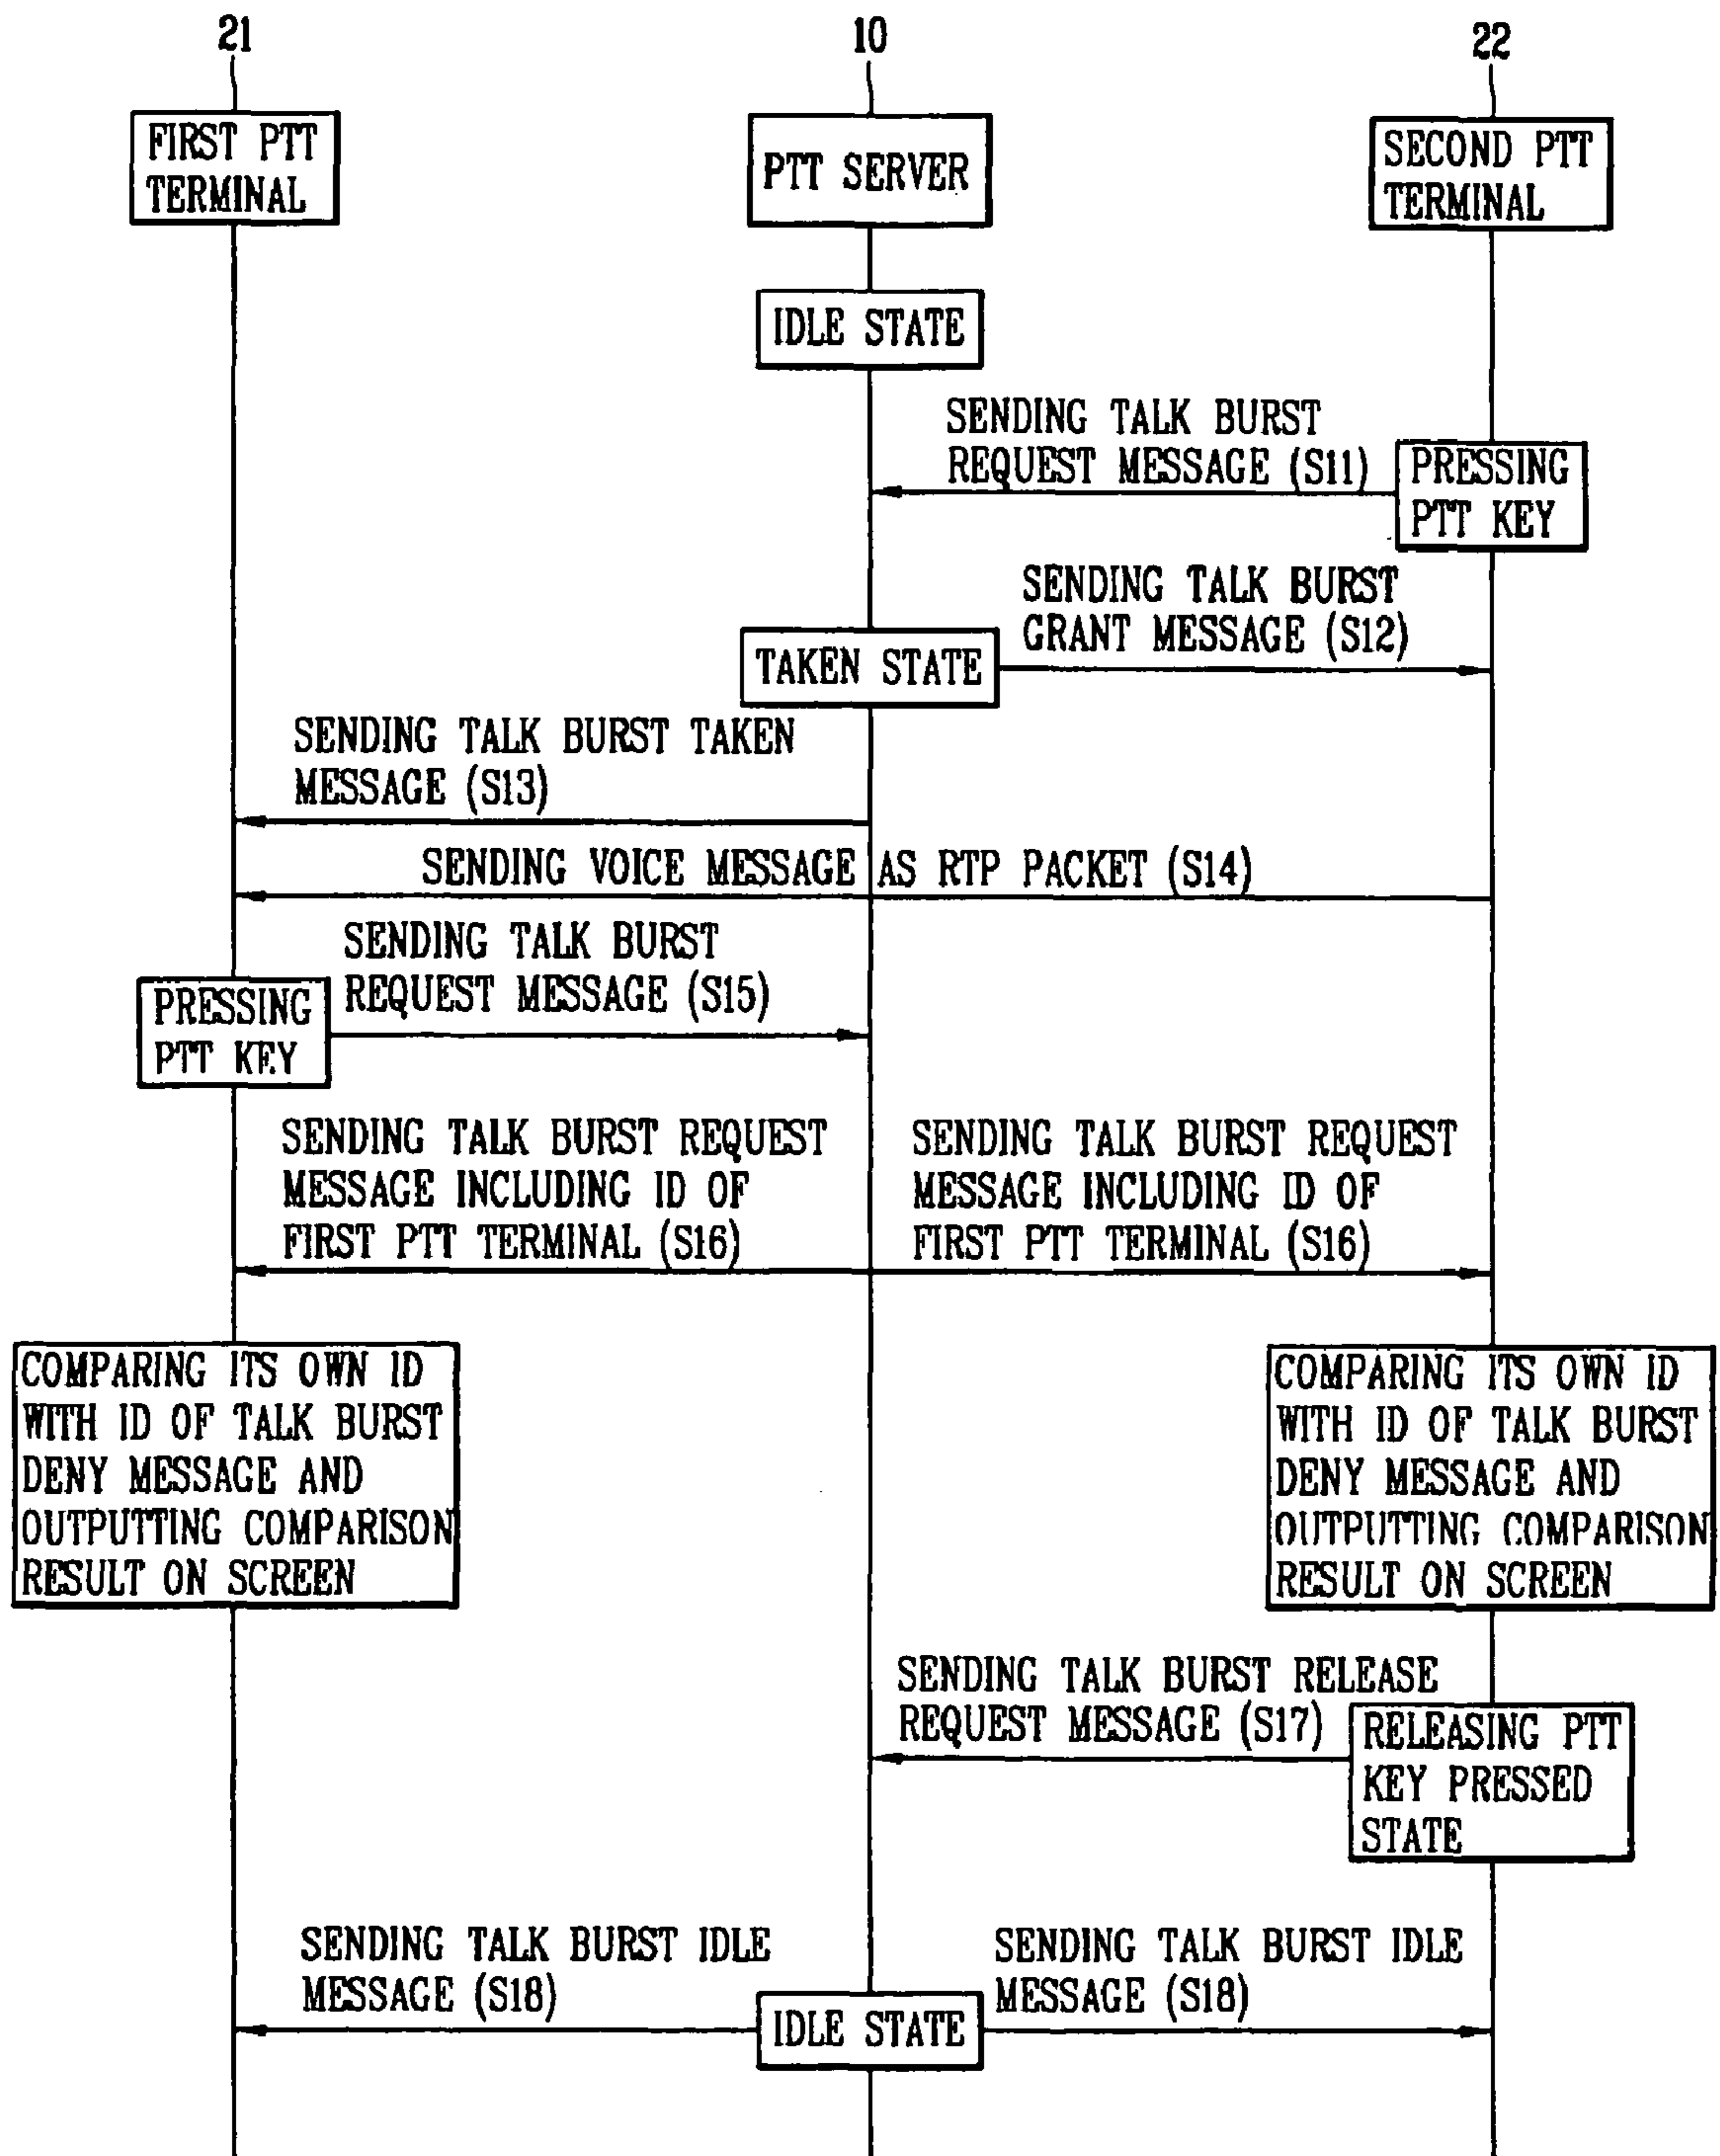 21
10
22
FIRST PTT
TERMINAL
PTT SERVER
SECOND PTT
TERMINAL
IDLE STATE
SENDING TALK BURST
REQUEST MESSAGE (S11)
PRESSING
PTT KEY
SENDING TALK BURST
GRANT MESSAGE (S12)
TAKEN STATE
SENDING TALK BURST TAKEN
MESSAGE (S13)
SENDING VOICE MESSAGE AS RTP PACKET (S14)
SENDING TALK BURST
REQUEST MESSAGE (S15)
PRESSING
PTT KEY
SENDING TALK BURST REQUEST
MESSAGE INCLUDING ID OF
FIRST PTT TERMINAL (S16)
SENDING TALK BURST REQUEST
MESSAGE INCLUDING ID OF
FIRST PTT TERMINAL (S16)
COMPARING ITS OWN ID
WITH ID OF TALK BURST
DENY MESSAGE AND
OUTPUTTING COMPARISON
RESULT ON SCREEN
COMPARING ITS OWN ID
WITH ID OF TALK BURST
DENY MESSAGE AND
OUTPUTTING COMPARISON
RESULT ON SCREEN
SENDING TALK BURST RELEASE
REQUEST MESSAGE (S17)
RELEASING PTT
KEY PRESSED
STATE
SENDING TALK BURST IDLE
MESSAGE (S18)
SENDING TALK BURST IDLE
MESSAGE (S18)
IDLE STATE